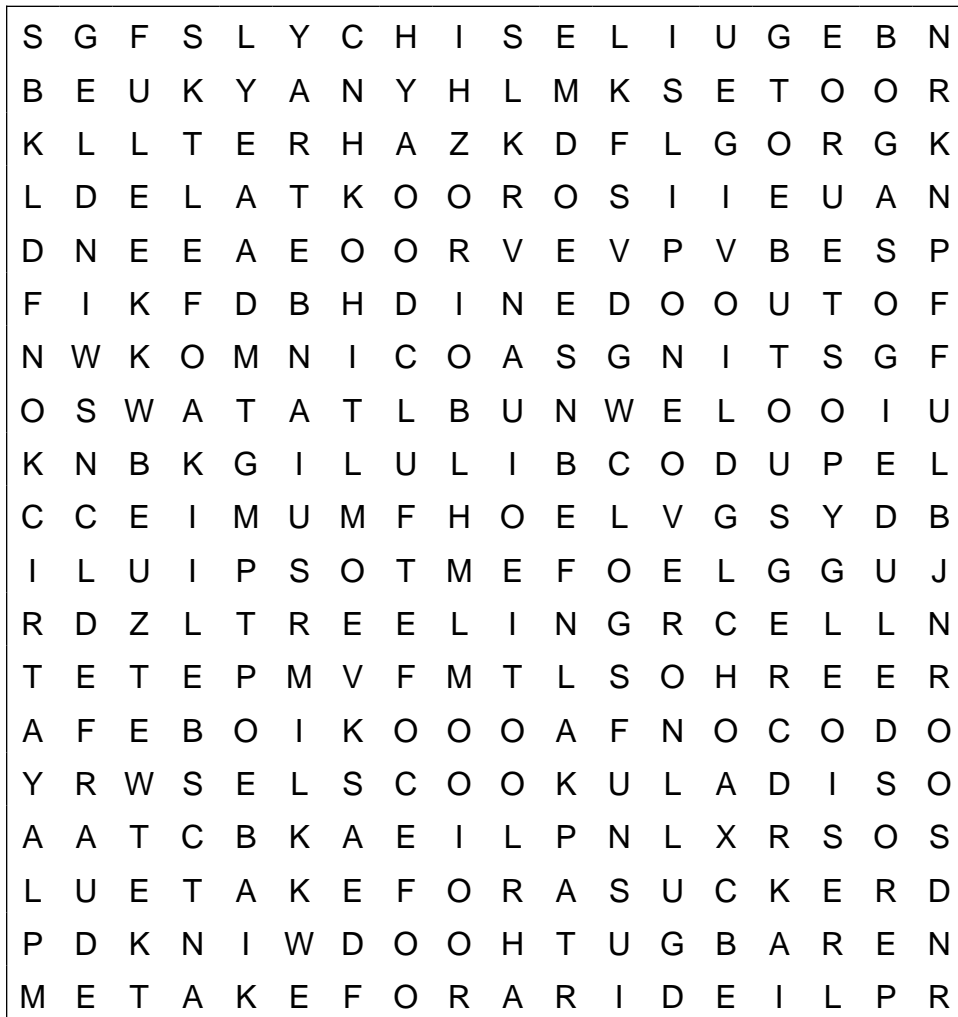 S G F S L Y C H I S E L I U G E B N
B E U K Y A N Y H L M K S E T O O R
K L L T E R H A Z K D F L G O R G K
L D E L A T K O O R O S I I E U A N
D N E E A E O O R V E V P V B E S P
F I K F D B H D I N E D O O U T O F
N W K O M N I C O A S G N I T S G F
O S W A T A T L B U N W E L O O I U
K N B K G I L U L I B C O D U P E L
C C E I M U M F H O E L V G S Y D B
I L U I P S O T M E F O E L G G U J
R D Z L T R E E L I N G R C E L L N
T E T E P M V F M T L S O H R E E R
A F E B O I K O O O A F N O C O D O
Y R W S E L S C O O K U L A D I S O
A A T C B K A E I L P N L X R S O S
L U E T A K E F O R A S U C K E R D
P D K N I W D O O H T U G B A R E N
M E T A K E F O R A R I D E I L P R